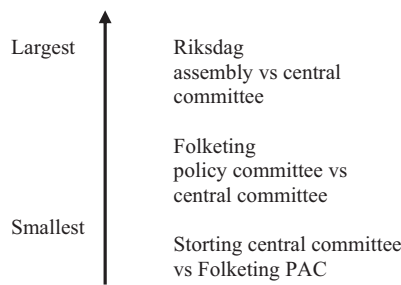 Largest
Riksdag
assembly vs central
committee
Folketing
policy committee vs
central committee
Smallest
Storting central committee
vs Folketing PAC